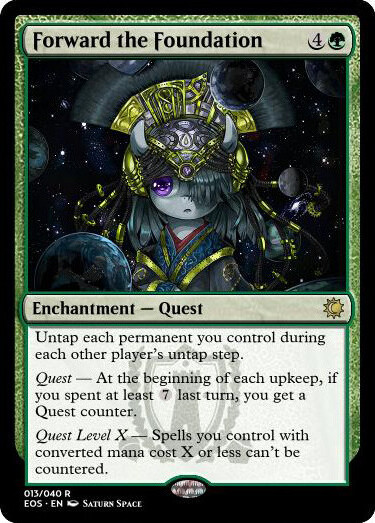 Forward the Foundation 4
Enchantment — Quest
Untap each permanent you control during
each other player's untap step.
Quest — At the beginning of each upkeep, if
you spent at least 7 last turn, you get a
Quest counter.
Quest Level X — Spells you control with
converted mana cost X or less can't be
countered.
013/040 R
EOS • EN Saturn Space